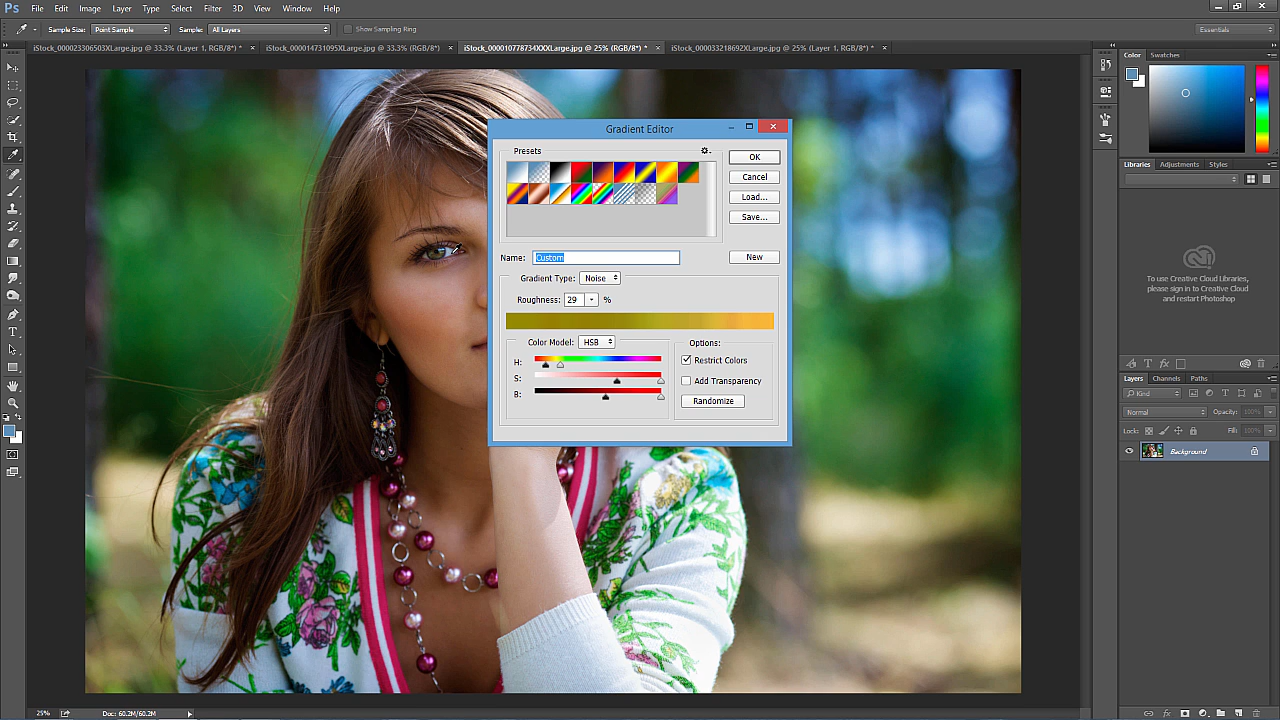 Ps File Edit Image Layer Type Select Filter 3D View Window Help
Sample Size: Point Sample Sample: All Layers Show Sampling Ring Essentials
iStock_000023306503XLarge.jpg @ 33.3% (Layer 1, RGB/8*) * × iStock_000014731095XLarge.jpg @ 33.3% (RGB/8*) * × iStock_000010778734XXXLarge.jpg @ 25% (RGB/8*) * × iStock_000033218692XLarge.jpg @ 25% (Layer 1, RGB/8*) * ×
Color Swatches
Gradient Editor
Presets
OK
Cancel
Load...
Save...
Name: Custom New
Gradient Type: Noise
Roughness: 29 %
Color Model: HSB
H:
S:
B:
Options:
Restrict Colors
Add Transparency
Randomize
Libraries Adjustments Styles
To use Creative Cloud Libraries,
please sign in to Creative Cloud
and restart Photoshop
Layers Channels Paths
Kind
Normal Opacity: 100%
Lock: Fill: 100%
Background
25% Doc: 60.2M/60.2M